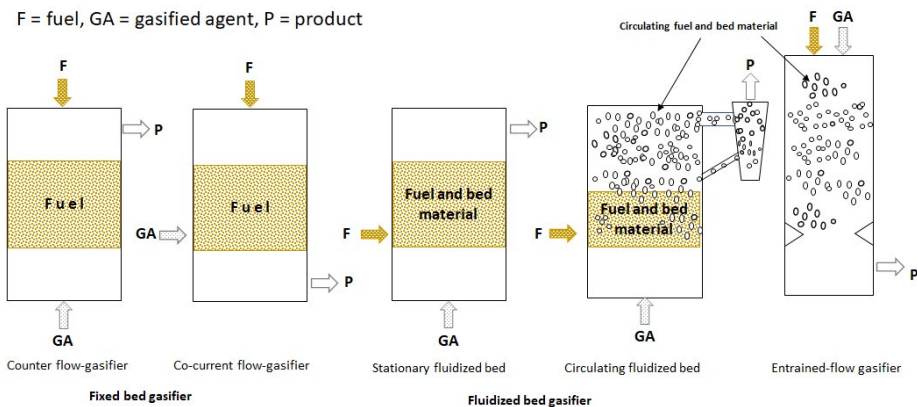 F = fuel, GA = gasified agent, P = product
Circulating fuel and bed material
F
GA
F
F
P
P
P
Fuel
Fuel
Fuel and bed
material
Fuel and bed
material
GA
F
F
P
P
GA
GA
GA
Counter flow-gasifier
Co-current flow-gasifier
Stationary fluidized bed
Circulating fluidized bed
Entrained-flow gasifier
Fixed bed gasifier
Fluidized bed gasifier